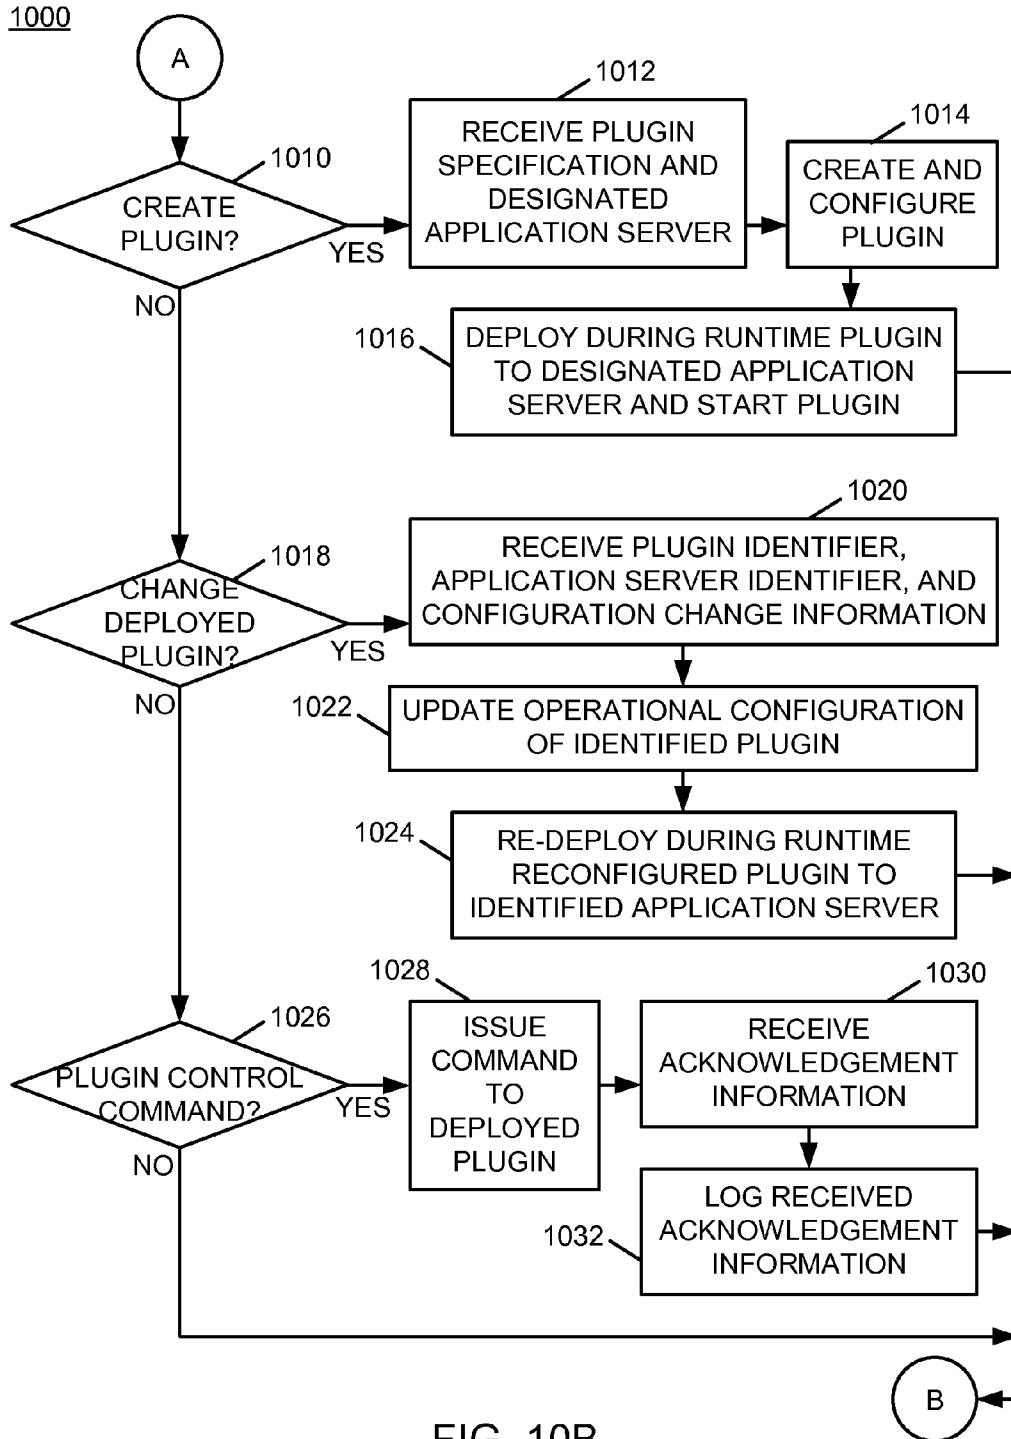 1000
A
1010
CREATE
PLUGIN?
YES
NO
1012
RECEIVE PLUGIN
SPECIFICATION AND
DESIGNATED
APPLICATION SERVER
1014
CREATE AND
CONFIGURE
PLUGIN
1016
DEPLOY DURING RUNTIME PLUGIN
TO DESIGNATED APPLICATION
SERVER AND START PLUGIN
1018
CHANGE
DEPLOYED
PLUGIN?
YES
NO
1020
RECEIVE PLUGIN IDENTIFIER,
APPLICATION SERVER IDENTIFIER, AND
CONFIGURATION CHANGE INFORMATION
1022
UPDATE OPERATIONAL CONFIGURATION
OF IDENTIFIED PLUGIN
1024
RE-DEPLOY DURING RUNTIME
RECONFIGURED PLUGIN TO
IDENTIFIED APPLICATION SERVER
1026
PLUGIN CONTROL
COMMAND?
YES
NO
1028
ISSUE
COMMAND
TO
DEPLOYED
PLUGIN
1030
RECEIVE
ACKNOWLEDGEMENT
INFORMATION
1032
LOG RECEIVED
ACKNOWLEDGEMENT
INFORMATION
B
FIG. 10B